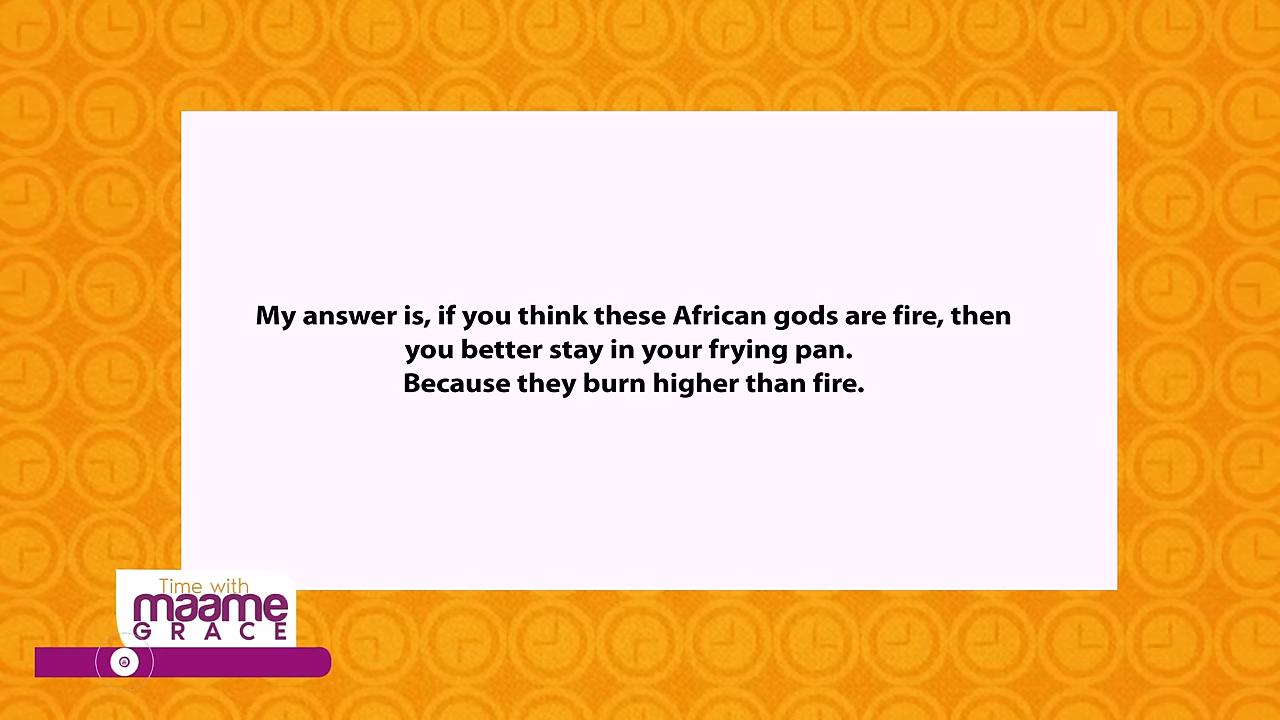 My answer is, if you think these African gods are fire, then
you better stay in your frying pan.
Because they burn higher than fire.
Time with
maame
GRACE